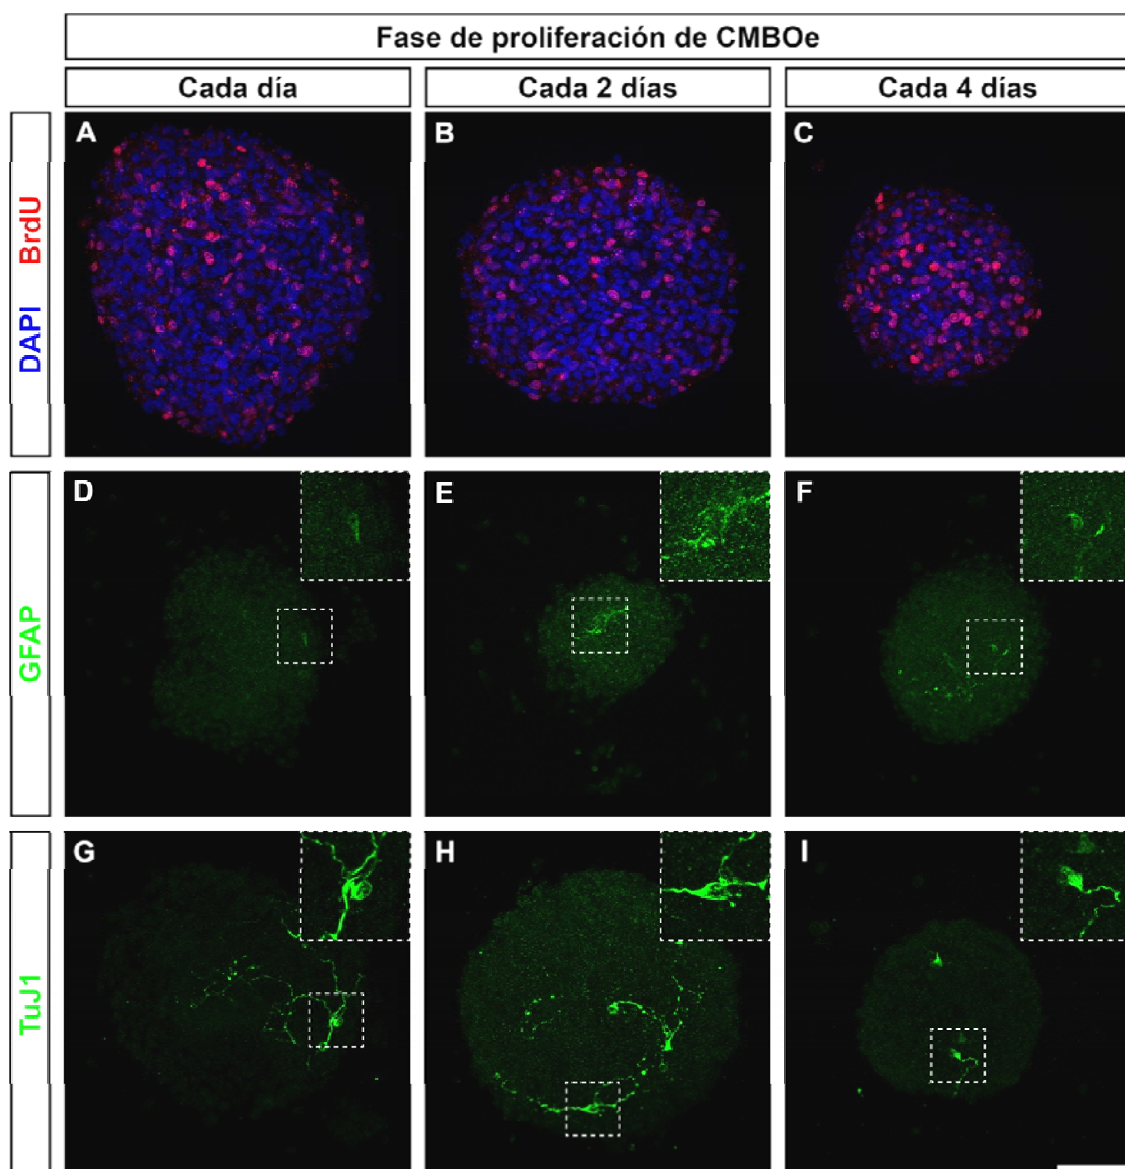 Fase de proliferación de CMBOe
Cada día
Cada 2 días
Cada 4 días
DAPI BrdU
A
B
C
GFAP
D
E
F
TuJ1
G
H
I